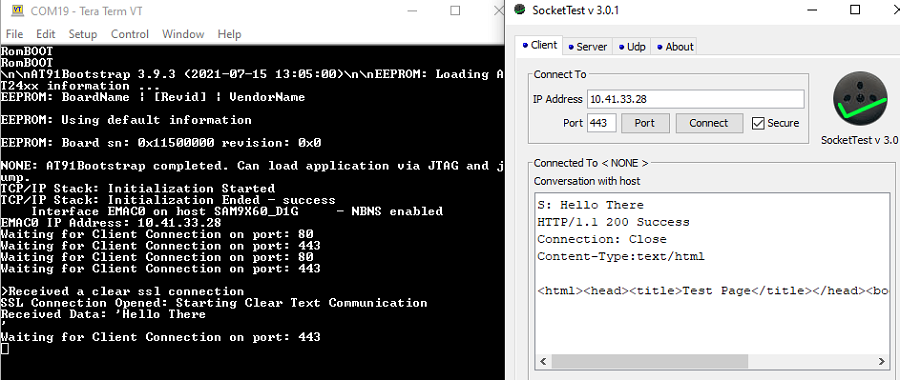 COM19 - Tera Term VT
File Edit Setup Control Window Help
RomBOOT
RomBOOT
\n\nAT91Bootstrap 3.9.3 (2021-07-15 13:05:00)\n\nEEPROM: Loading A
T24xx information ...
EEPROM: BoardName | [Revid] | VendorName
EEPROM: Using default information
EEPROM: Board sn: 0x11500000 revision: 0x0
NONE: AT91Bootstrap completed. Can load application via JTAG and j
ump.
TCP/IP Stack: Initialization Started
TCP/IP Stack: Initialization Ended - success
Interface EMAC0 on host SAM9X60_D1G - NBNS enabled
EMAC0 IP Address: 10.41.33.28
Waiting for Client Connection on port: 80
Waiting for Client Connection on port: 443
Waiting for Client Connection on port: 80
Waiting for Client Connection on port: 443
>Received a clear ssl connection
SSL Connection Opened: Starting Clear Text Communication
Received Data: 'Hello There
'
Waiting for Client Connection on port: 443
SocketTest v 3.0.1
Client Server Udp About
Connect To
IP Address 10.41.33.28
Port 443 Port Connect Secure
SocketTest v 3.0
Connected To < NONE >
Conversation with host
S: Hello There
HTTP/1.1 200 Success
Connection: Close
Content-Type:text/html
<html><head><title>Test Page</title></head><bo